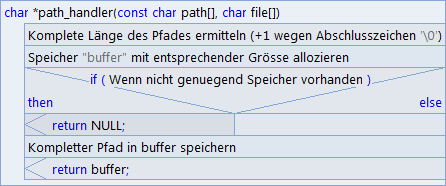 char *path_handler(const char path[], char file[])
Komplete Länge des Pfades ermitteln (+1 wegen Abschlusszeichen '\0')
Speicher "buffer" mit entsprechender Grösse allozieren
if ( Wenn nicht genuegend Speicher vorhanden )
then else
return NULL;
Kompletter Pfad in buffer speichern
return buffer;